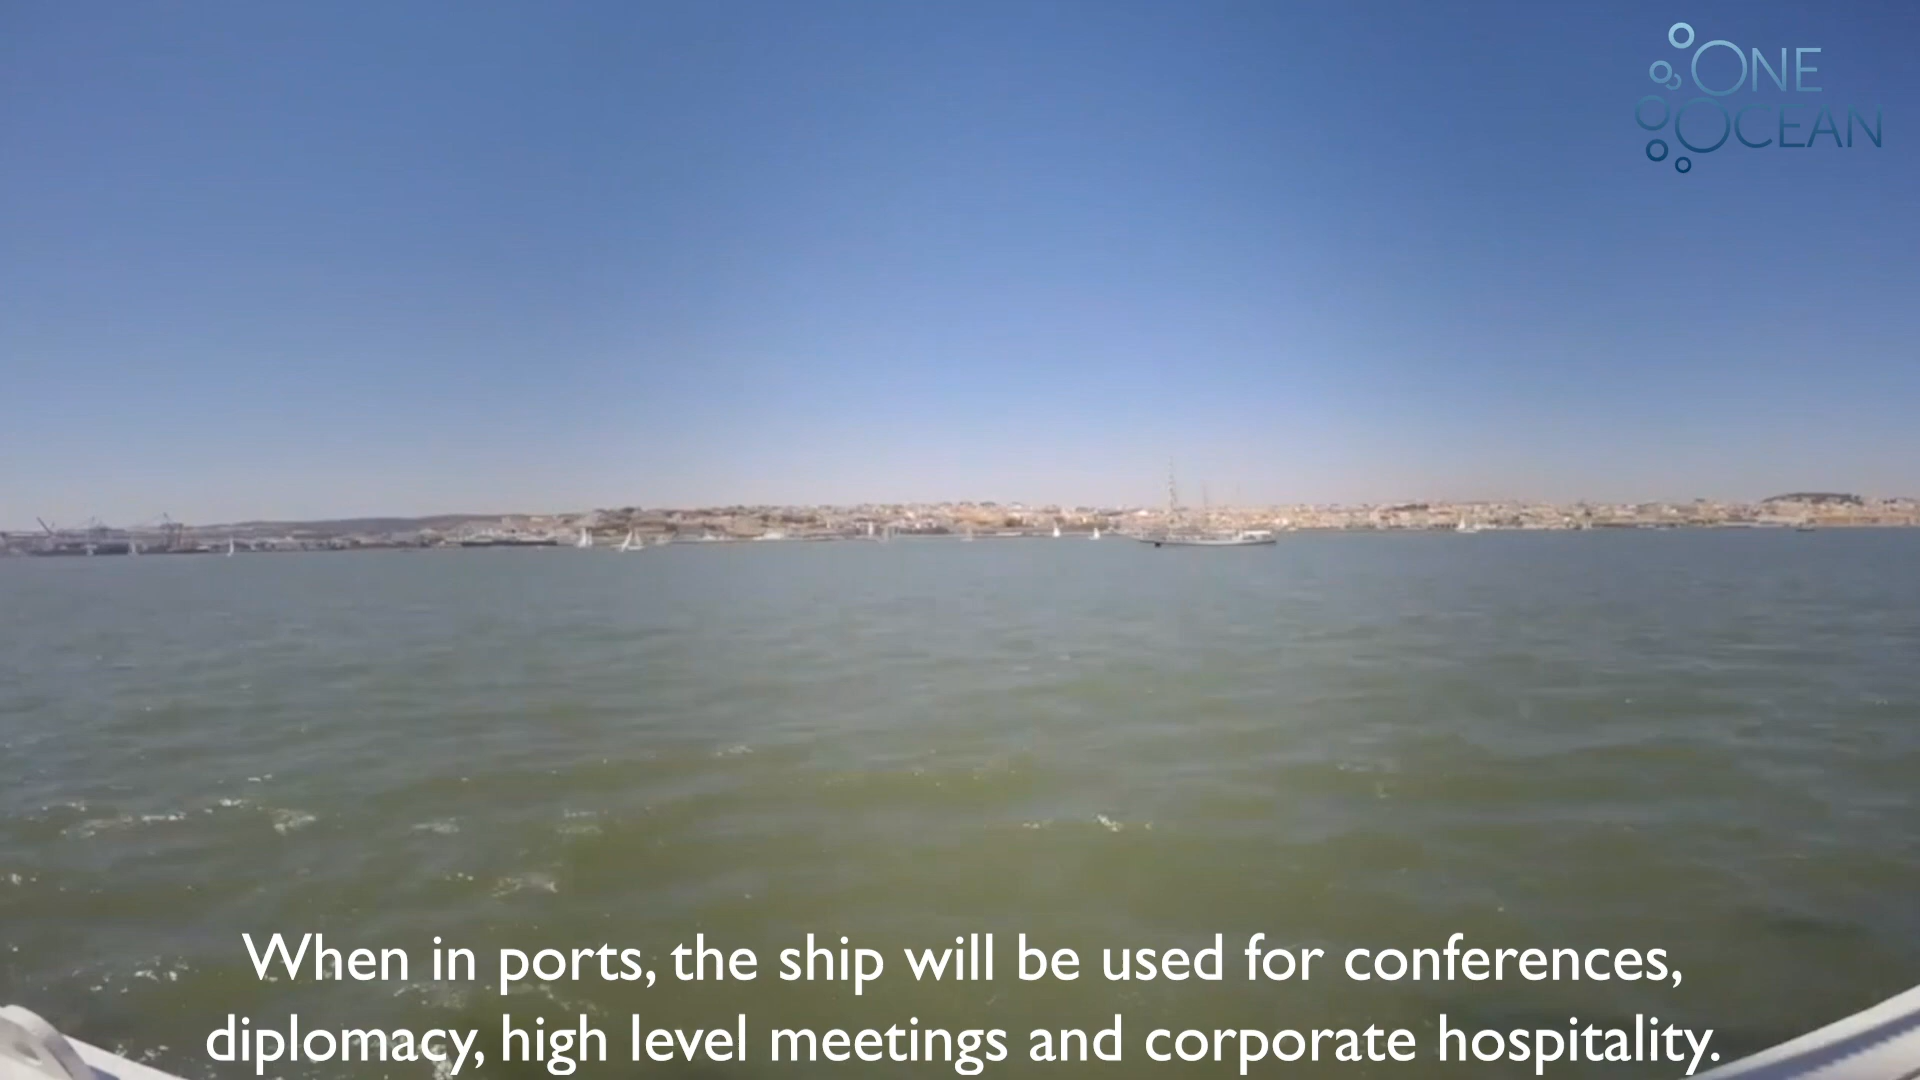 ONE
OCEAN
When in ports, the ship will be used for conferences,
diplomacy, high level meetings and corporate hospitality.